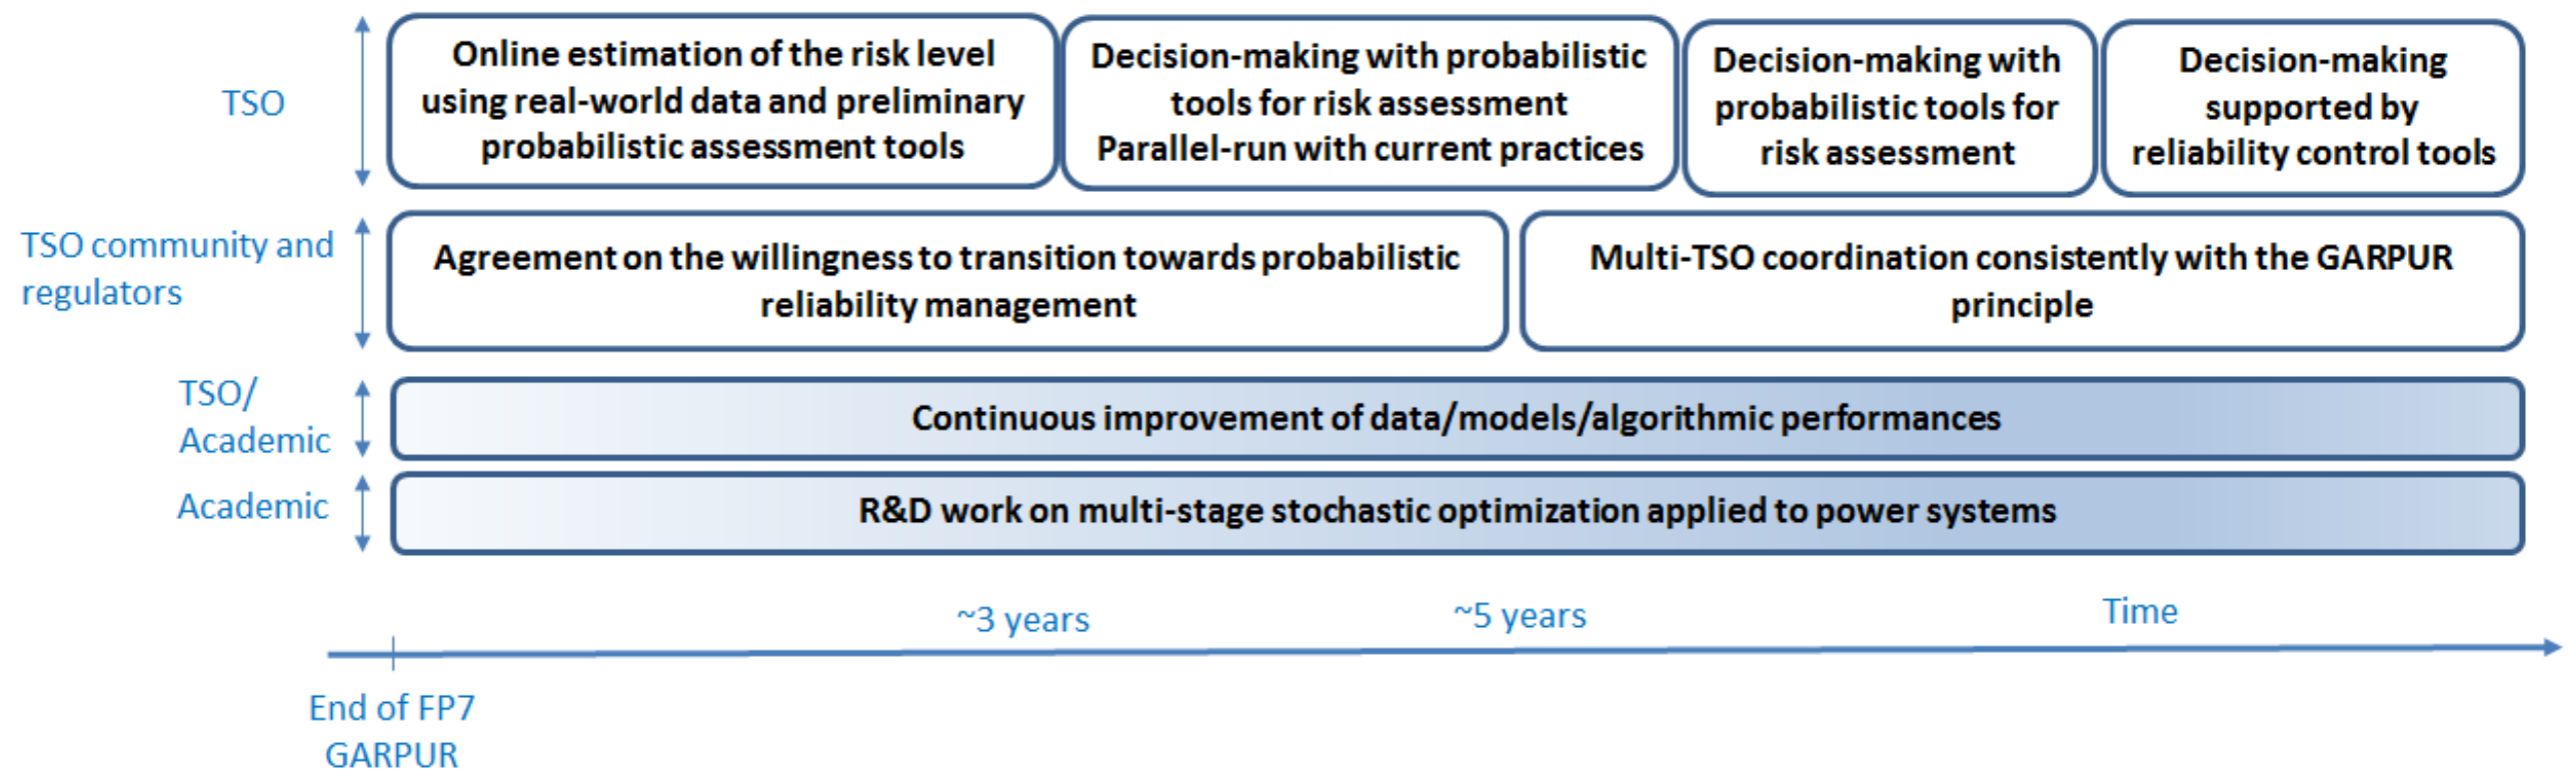 TSO
Online estimation of the risk level
using real-world data and preliminary
probabilistic assessment tools
Decision-making with probabilistic
tools for risk assessment
Parallel-run with current practices
Decision-making with
probabilistic tools for
risk assessment
Decision-making
supported by
reliability control tools
TSO community and
regulators
Agreement on the willingness to transition towards probabilistic
reliability management
Multi-TSO coordination consistently with the GARPUR
principle
TSO/
Academic
Continuous improvement of data/models/algorithmic performances
Academic
R&D work on multi-stage stochastic optimization applied to power systems
~3 years
~5 years
Time
End of FP7
GARPUR